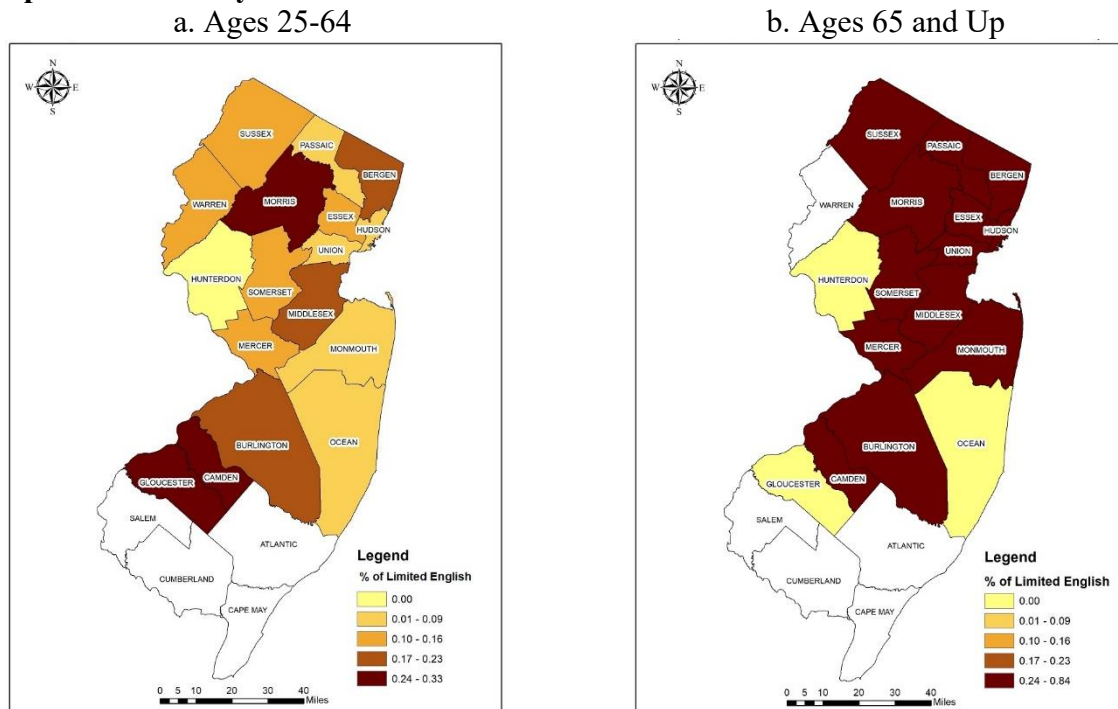 a. Ages 25-64
b. Ages 65 and Up
N
W E
S
SUSSEX
PASSAIC
BERGEN
WARREN
MORRIS
ESSEX
HUDSON
UNION
HUNTERDON
SOMERSET
MIDDLESEX
MERCER
MONMOUTH
BURLINGTON
OCEAN
GLOUCESTER
CAMDEN
SALEM
ATLANTIC
CUMBERLAND
CAPE MAY
Legend
% of Limited English
0.00
0.01 - 0.09
0.10 - 0.16
0.17 - 0.23
0.24 - 0.33
0 5 10 20 30 40
Miles
N
W E
S
SUSSEX
PASSAIC
BERGEN
WARREN
MORRIS
ESSEX
HUDSON
UNION
HUNTERDON
SOMERSET
MIDDLESEX
MERCER
MONMOUTH
BURLINGTON
OCEAN
GLOUCESTER
CAMDEN
SALEM
ATLANTIC
CUMBERLAND
CAPE MAY
Legend
% of Limited English
0.00
0.01 - 0.09
0.10 - 0.16
0.17 - 0.23
0.24 - 0.84
0 5 10 20 30 40
Miles